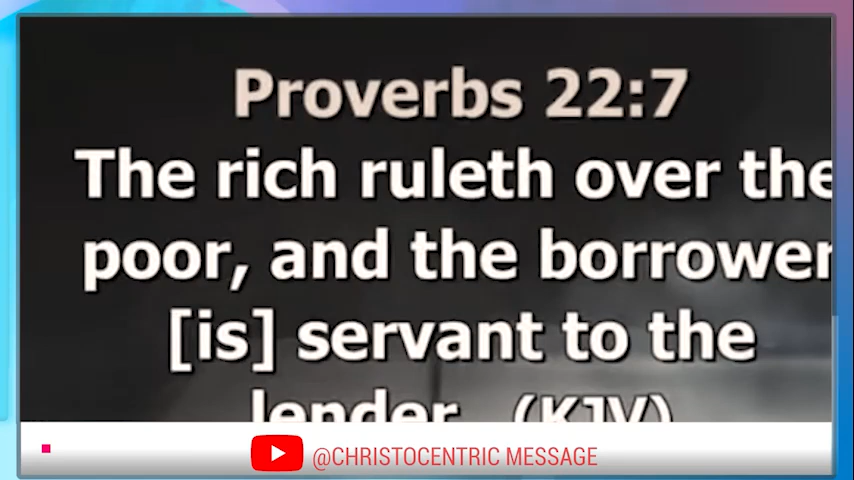 Proverbs 22:7
The rich ruleth over the
poor, and the borrower
[is] servant to the
lender. (KJV)
@CHRISTOCENTRIC MESSAGE